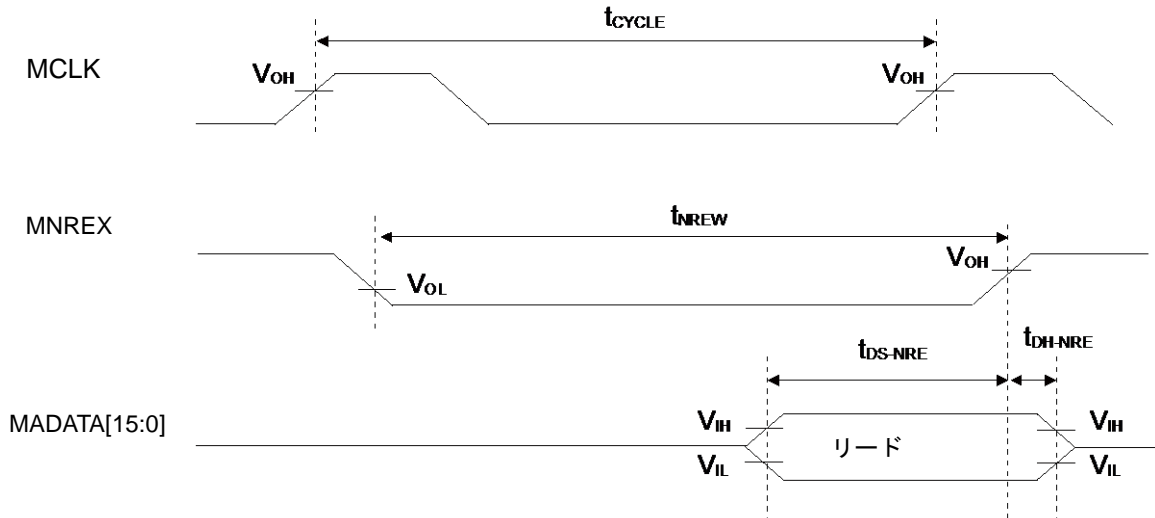 tCYCLE
MCLK
VOH
VOH
tNREW
MNREX
VOH
VOL
tDS-NRE
tDH-NRE
MADATA[15:0]
VIH
リード
VIH
VIL
VIL